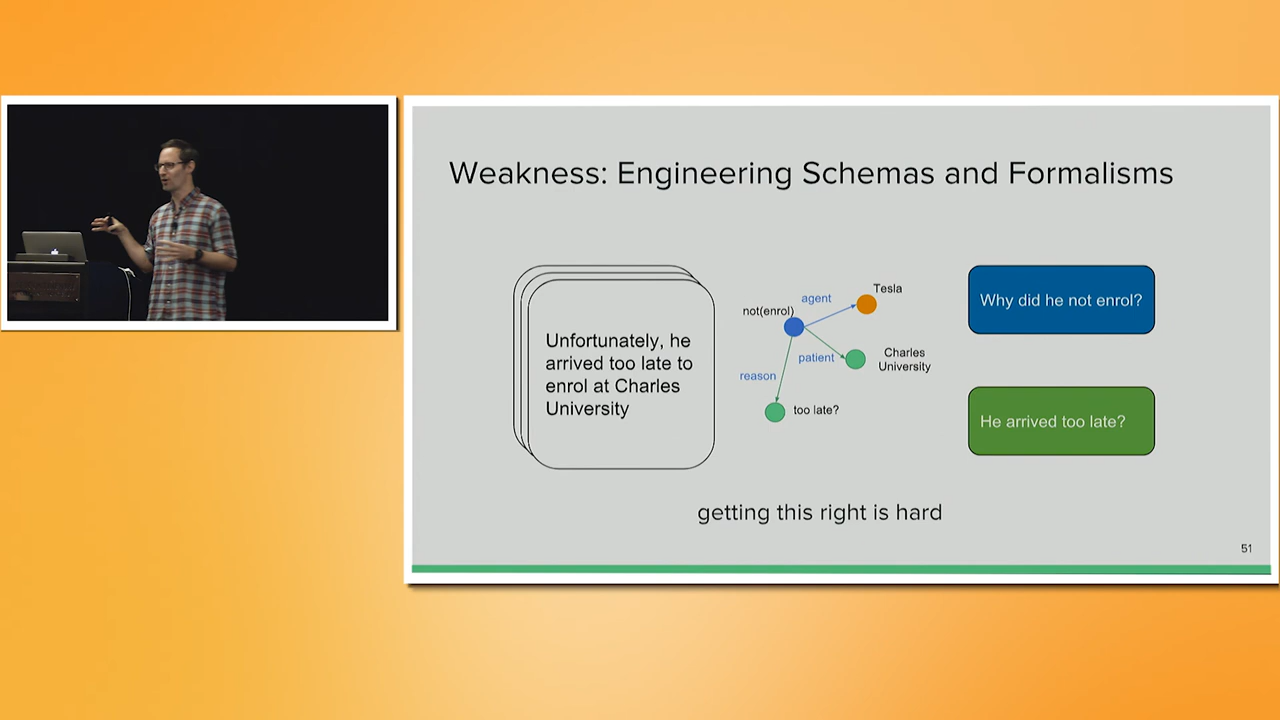 Weakness: Engineering Schemas and Formalisms
Unfortunately, he
arrived too late to
enrol at Charles
University
not(enrol)
agent
Tesla
patient
Charles
University
reason
too late?
Why did he not enrol?
He arrived too late?
getting this right is hard
51